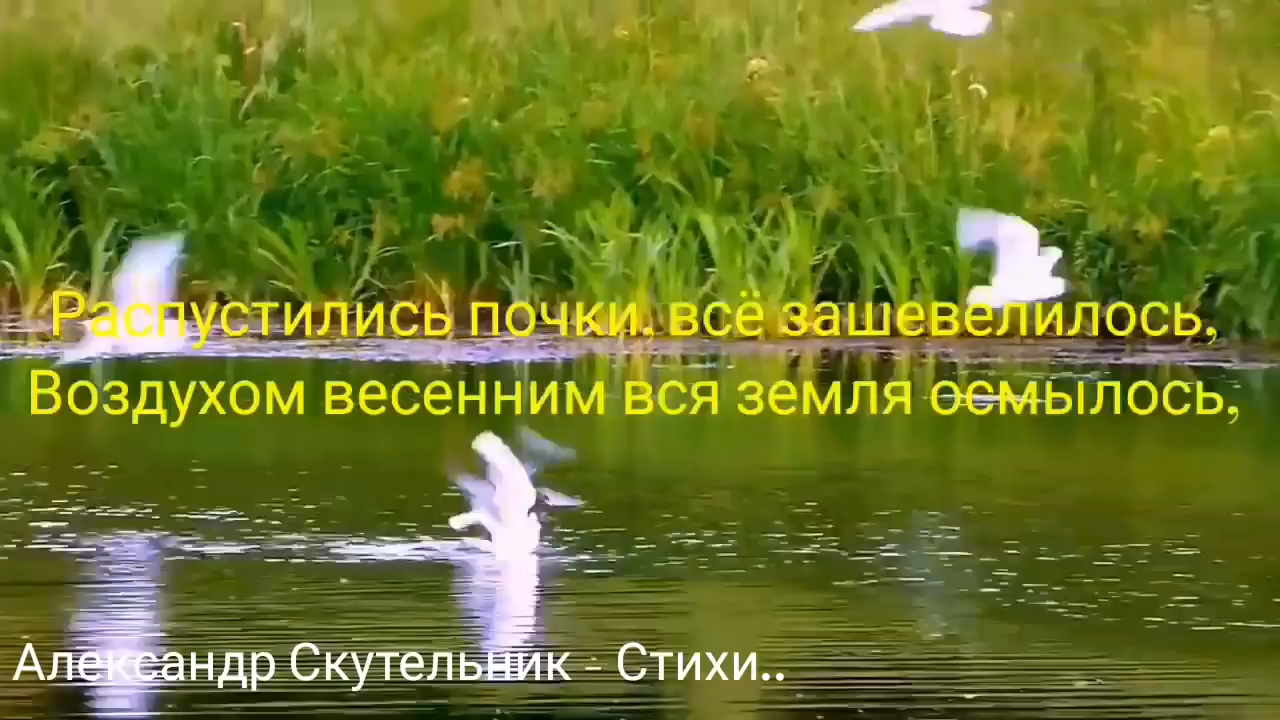 Распустились почки, всё зашевелилось,
Воздухом весенним вся земля осмылось,
Александр Скутельник - Стихи..